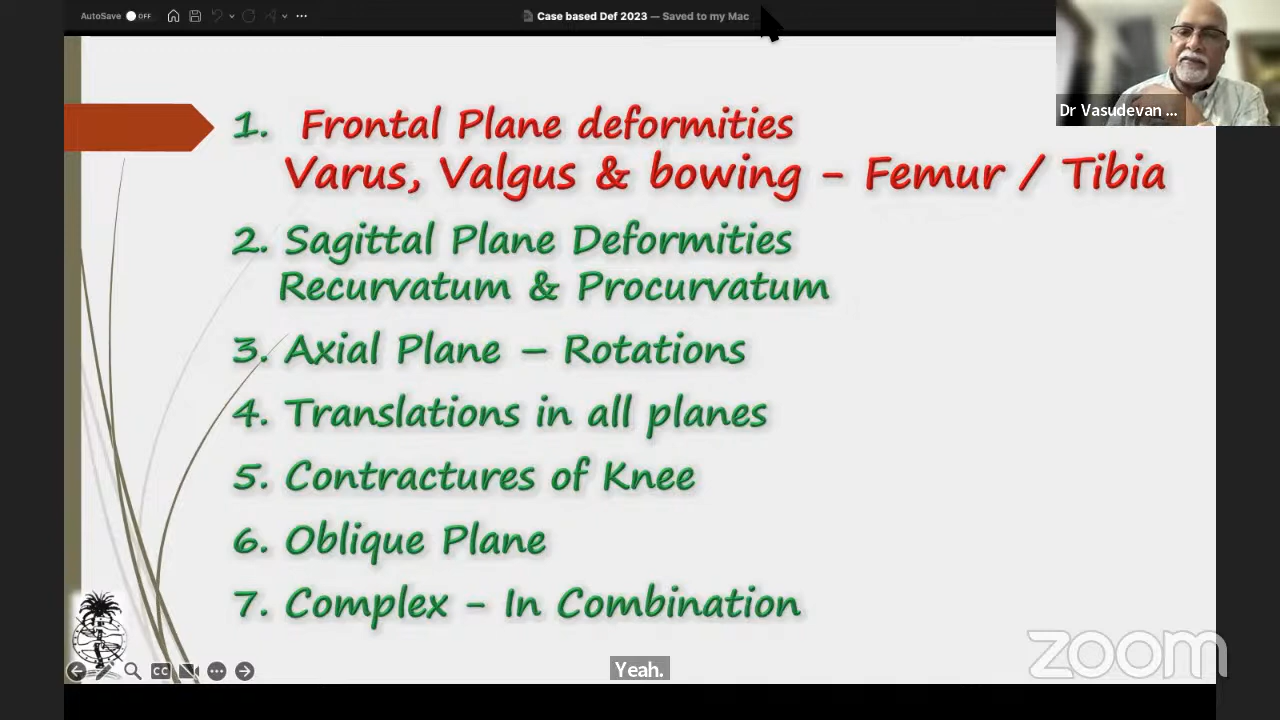 AutoSave OFF
Case based Def 2023 — Saved to my Mac
Dr Vasudevan ...
1. Frontal Plane deformities
Varus, Valgus & bowing - Femur / Tibia
2. Sagittal Plane Deformities
Recurvatum & Procurvatum
3. Axial Plane – Rotations
4. Translations in all planes
5. Contractures of Knee
6. Oblique Plane
7. Complex - In Combination
zoom
CC
Yeah.